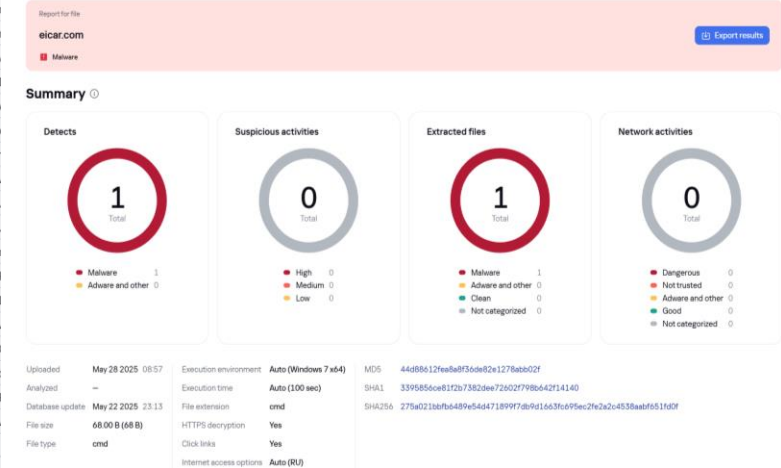 Report for file
eicar.com
Export results
Malware
Summary
Detects
1
Total
Malware 1
Adware and other 0
Suspicious activities
0
Total
High 0
Medium 0
Low 0
Extracted files
1
Total
Malware 1
Adware and other 0
Clean 0
Not categorized 0
Network activities
0
Total
Dangerous 0
Not trusted 0
Adware and other 0
Good 0
Not categorized 0
Uploaded May 28 2025 08:57
Analyzed –
Database update May 22 2025 23:13
File size 68.00 B (68 B)
File type cmd
Execution environment Auto (Windows 7 x64)
Execution time Auto (100 sec)
File extension cmd
HTTPS decryption Yes
Click links Yes
Internet access options Auto (RU)
MD5 44d88612fea8a8f36de82e1278abb02f
SHA1 3395856ce81f2b7382dee72602f798b642f14140
SHA256 275a021bbfb6489e54d471899f7db9d1663fc695ec2fe2a2c4538aabf651fd0f